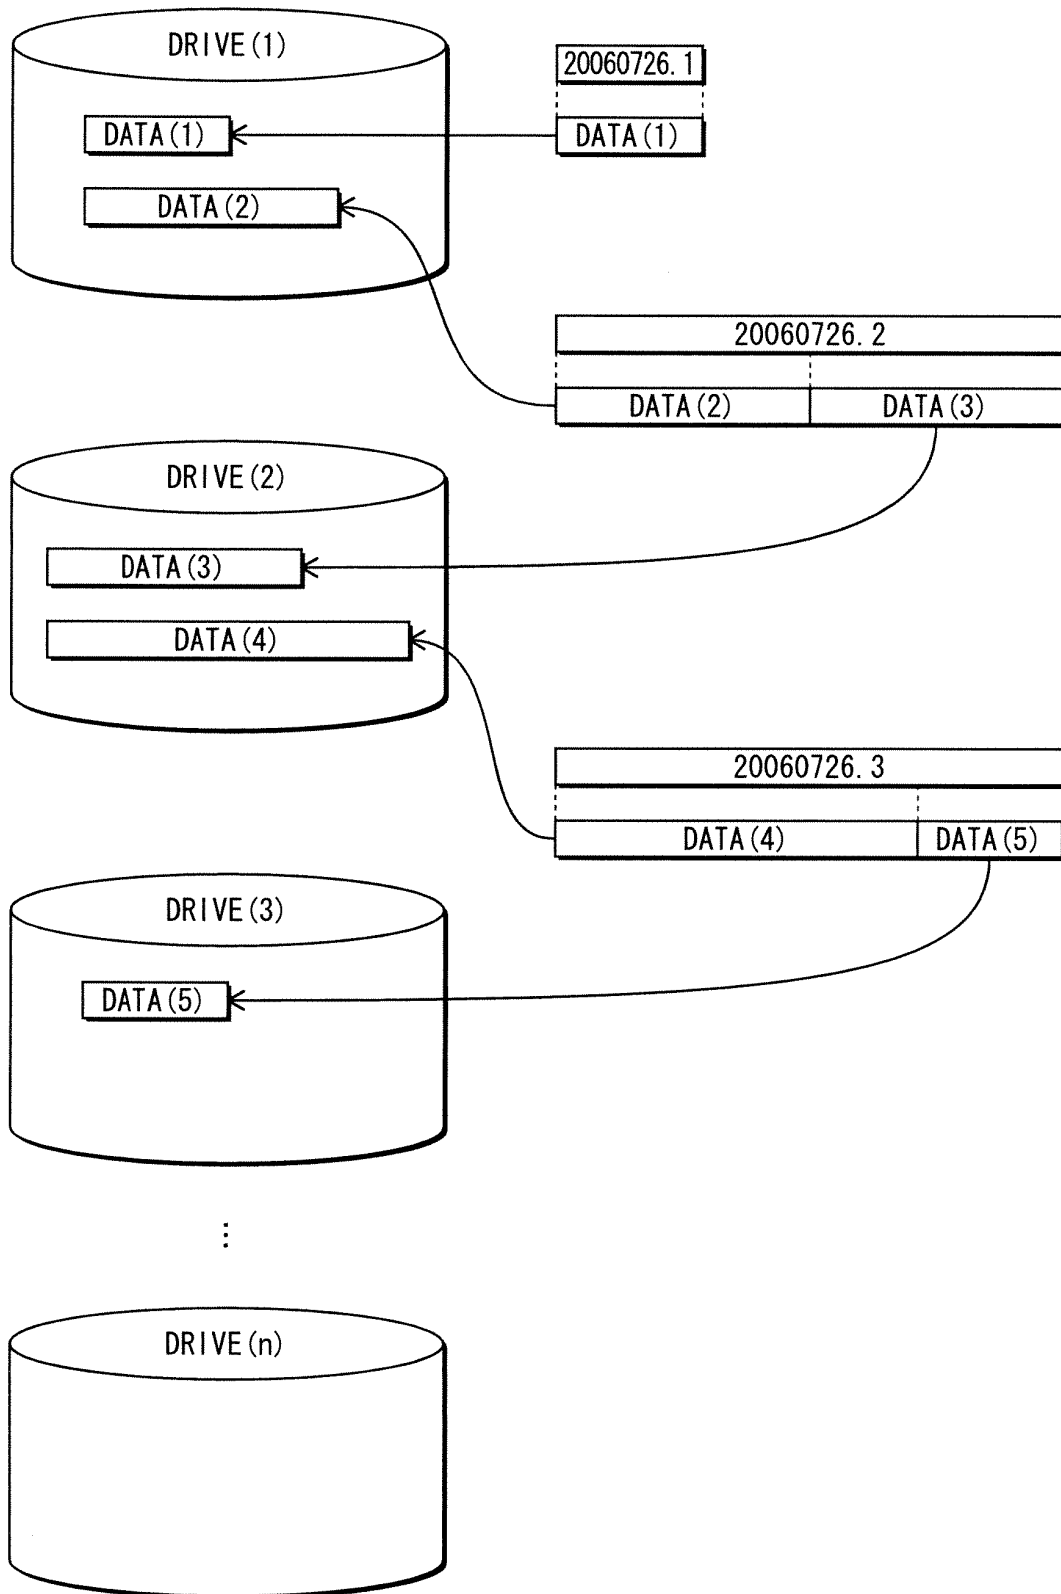 DRIVE(1)
20060726.1
DATA(1)
DATA(1)
DATA(2)
20060726.2
DATA(2) DATA(3)
DRIVE(2)
DATA(3)
DATA(4)
20060726.3
DATA(4) DATA(5)
DRIVE(3)
DATA(5)
⋮
DRIVE(n)